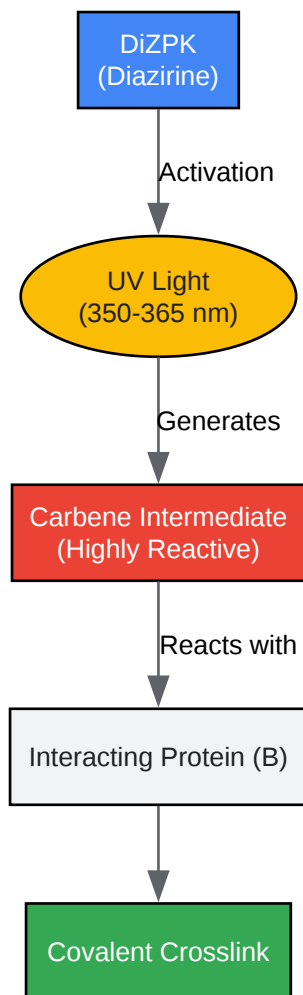 DiZPK
(Diazirine)
Activation
UV Light
(350-365 nm)
Generates
Carbene Intermediate
(Highly Reactive)
Reacts with
Interacting Protein (B)
Covalent Crosslink